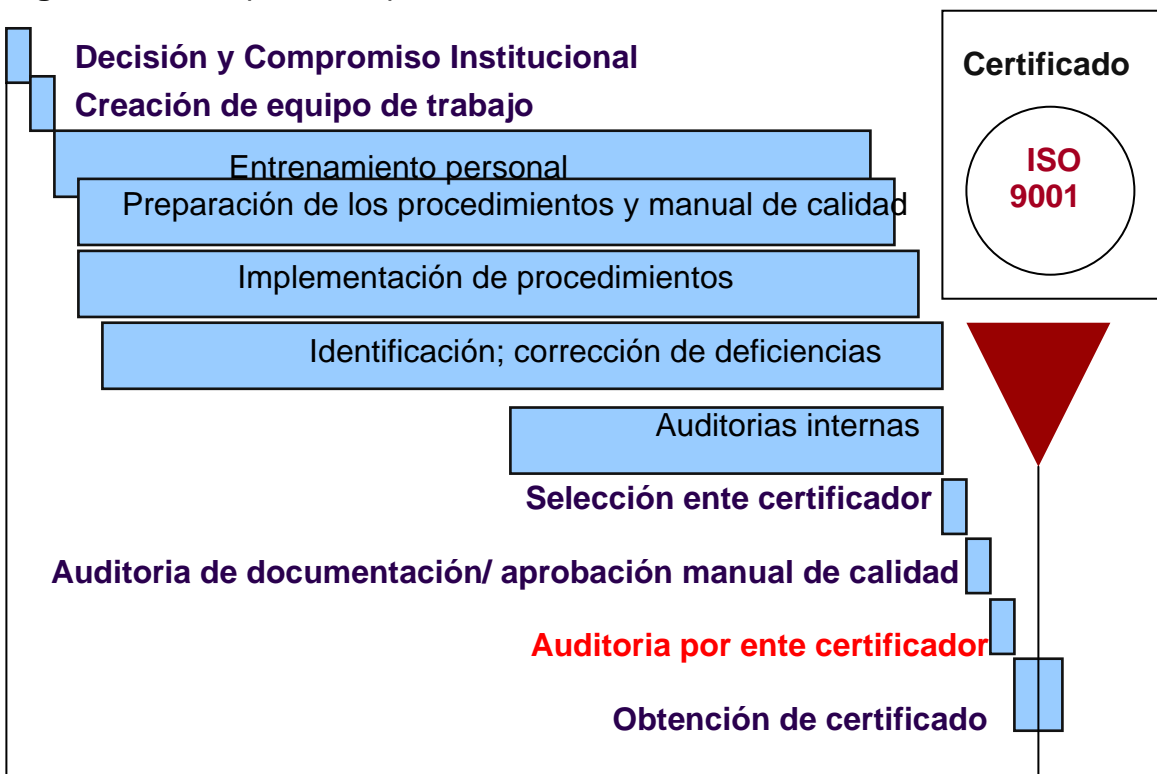 Decisión y Compromiso Institucional
Certificado
Creación de equipo de trabajo
Entrenamiento personal
ISO
9001
Preparación de los procedimientos y manual de calidad
Implementación de procedimientos
Identificación; corrección de deficiencias
Auditorias internas
Selección ente certificador
Auditoria de documentación/ aprobación manual de calidad
Auditoria por ente certificador
Obtención de certificado